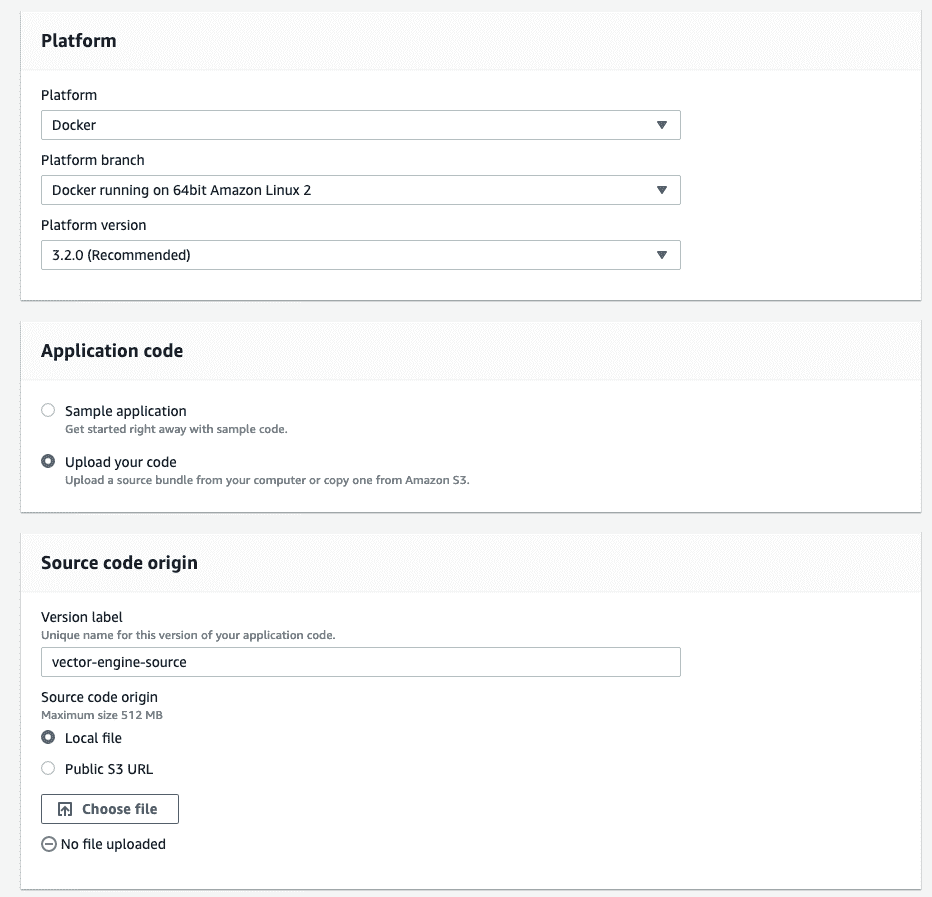 Platform
Platform
Docker
Platform branch
Docker running on 64bit Amazon Linux 2
Platform version
3.2.0 (Recommended)
Application code
Sample application
Get started right away with sample code.
Upload your code
Upload a source bundle from your computer or copy one from Amazon S3.
Source code origin
Version label
Unique name for this version of your application code.
vector-engine-source
Source code origin
Maximum size 512 MB
Local file
Public S3 URL
Choose file
No file uploaded